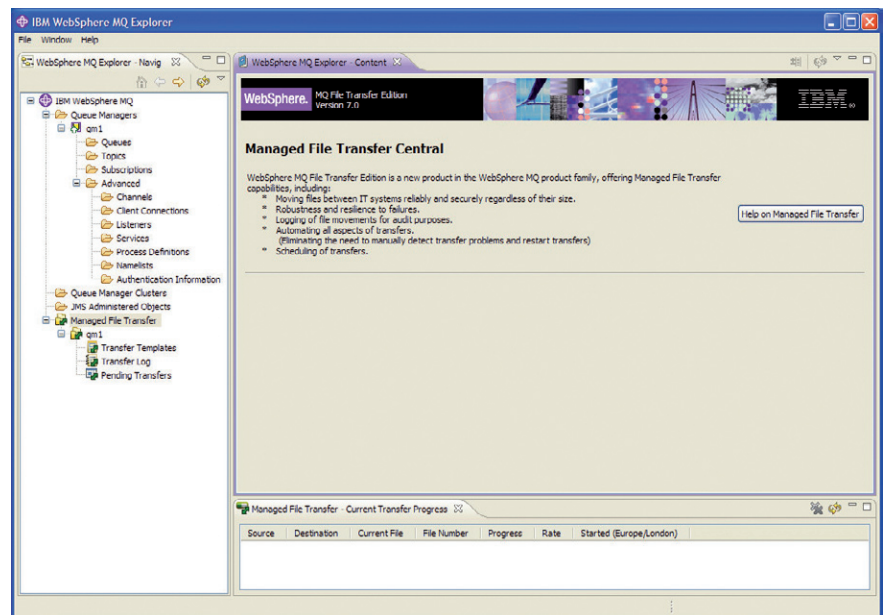 IBM WebSphere MQ Explorer
File Window Help
WebSphere MQ Explorer - Navig
IBM WebSphere MQ
Queue Managers
qm1
Queues
Topics
Subscriptions
Advanced
Channels
Client Connections
Listeners
Services
Process Definitions
Namelists
Authentication Information
Queue Manager Clusters
JMS Administered Objects
Managed File Transfer
qm1
Transfer Templates
Transfer Log
Pending Transfers
WebSphere MQ Explorer - Content
WebSphere. MQ File Transfer Edition
Version 7.0
IBM
Managed File Transfer Central
WebSphere MQ File Transfer Edition is a new product in the WebSphere MQ product family, offering Managed File Transfer
capabilities, including:
* Moving files between IT systems reliably and securely regardless of their size.
* Robustness and resilience to failures.
* Logging of file movements for audit purposes.
* Automating all aspects of transfers.
(Eliminating the need to manually detect transfer problems and restart transfers)
* Scheduling of transfers.
Help on Managed File Transfer
Managed File Transfer - Current Transfer Progress
Source Destination Current File File Number Progress Rate Started (Europe/London)